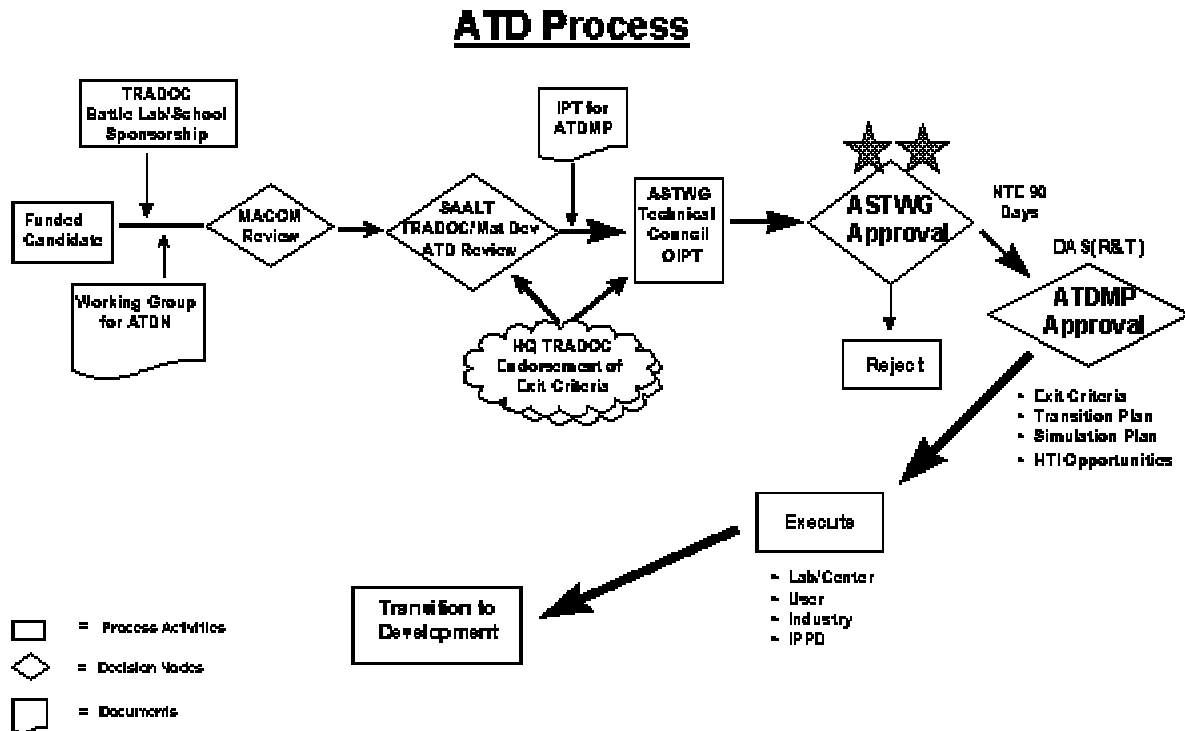 ATD Process
TRADOC
Battle Lab/School
Sponsorship
IPT for
ATDMP
Funded
Candidate
MACOM
Review
SAALT
TRADOC/Mat Dev
ATD Review
ASTWG
Technical
Council
OIPT
ASTWG
Approval
NTE 90
Days
DAS(R&T)
ATDMP
Approval
Working Group
for ATDN
HQ TRADOC
Endorsement of
Exit Criteria
Reject
• Exit Criteria
• Transition Plan
• Simulation Plan
• HTI Opportunities
Execute
• Lab/Center
• User
• Industry
• IPPD
Transition to
Development
= Process Activities
= Decision Nodes
= Documents